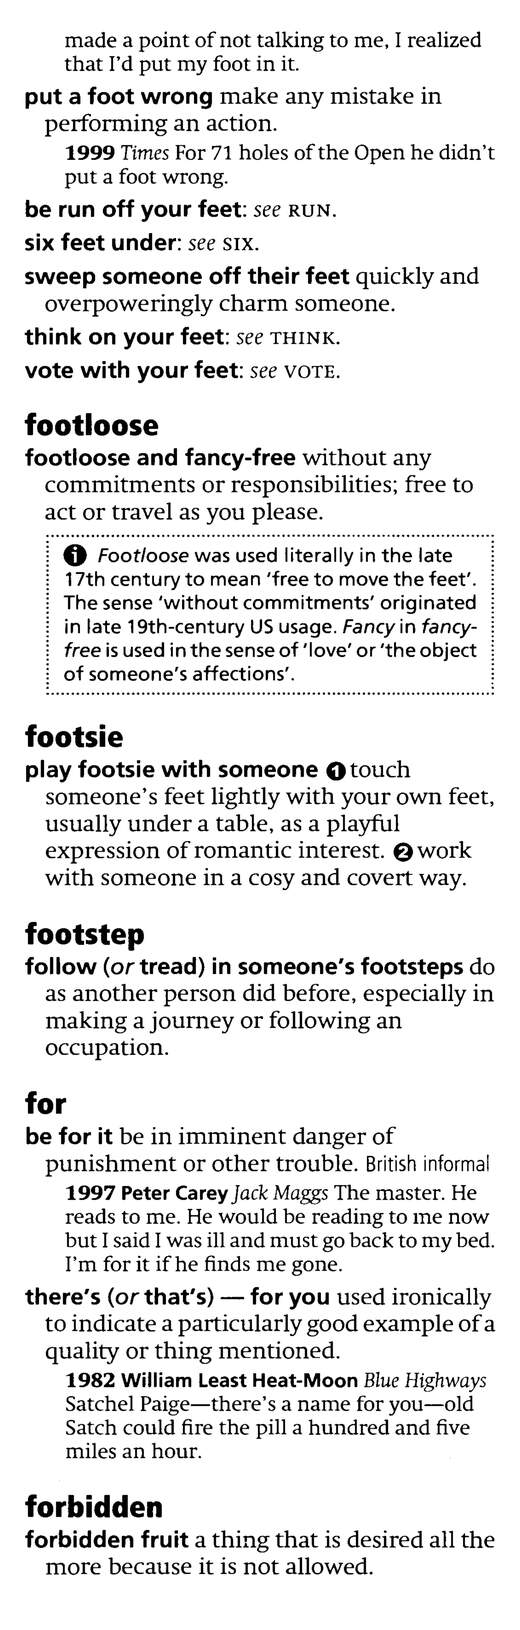 made a point of not talking to me, I realized
that I'd put my foot in it.
put a foot wrong make any mistake in
performing an action.
1999 Times For 71 holes of the Open he didn't
put a foot wrong.
be run off your feet: see RUN.
six feet under: see SIX.
sweep someone off their feet quickly and
overpoweringly charm someone.
think on your feet: see THINK.
vote with your feet: see VOTE.
footloose
footloose and fancy-free without any
commitments or responsibilities; free to
act or travel as you please.
ℹ Footloose was used literally in the late
17th century to mean 'free to move the feet'.
The sense 'without commitments' originated
in late 19th-century US usage. Fancy in fancy-
free is used in the sense of 'love' or 'the object
of someone's affections'.
footsie
play footsie with someone ❶ touch
someone's feet lightly with your own feet,
usually under a table, as a playful
expression of romantic interest. ❷ work
with someone in a cosy and covert way.
footstep
follow (or tread) in someone's footsteps do
as another person did before, especially in
making a journey or following an
occupation.
for
be for it be in imminent danger of
punishment or other trouble. British informal
1997 Peter Carey Jack Maggs The master. He
reads to me. He would be reading to me now
but I said I was ill and must go back to my bed.
I'm for it if he finds me gone.
there's (or that's) — for you used ironically
to indicate a particularly good example of a
quality or thing mentioned.
1982 William Least Heat-Moon Blue Highways
Satchel Paige—there's a name for you—old
Satch could fire the pill a hundred and five
miles an hour.
forbidden
forbidden fruit a thing that is desired all the
more because it is not allowed.